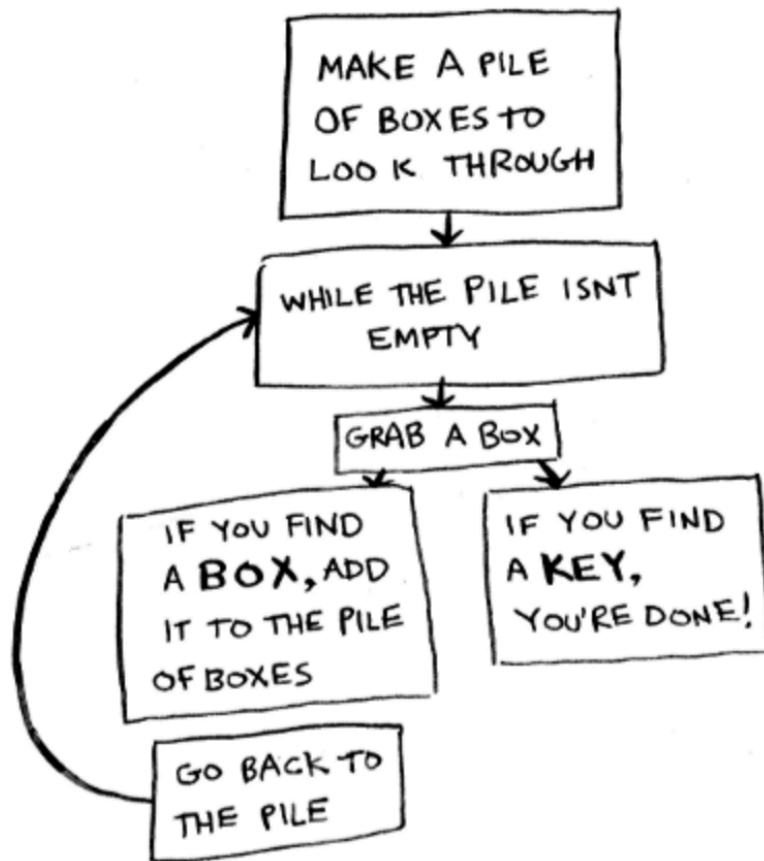 MAKE A PILE
OF BOXES TO
LOOK THROUGH
WHILE THE PILE ISNT
EMPTY
GRAB A BOX
IF YOU FIND
A BOX, ADD
IT TO THE PILE
OF BOXES
IF YOU FIND
A KEY,
YOU'RE DONE!
GO BACK TO
THE PILE